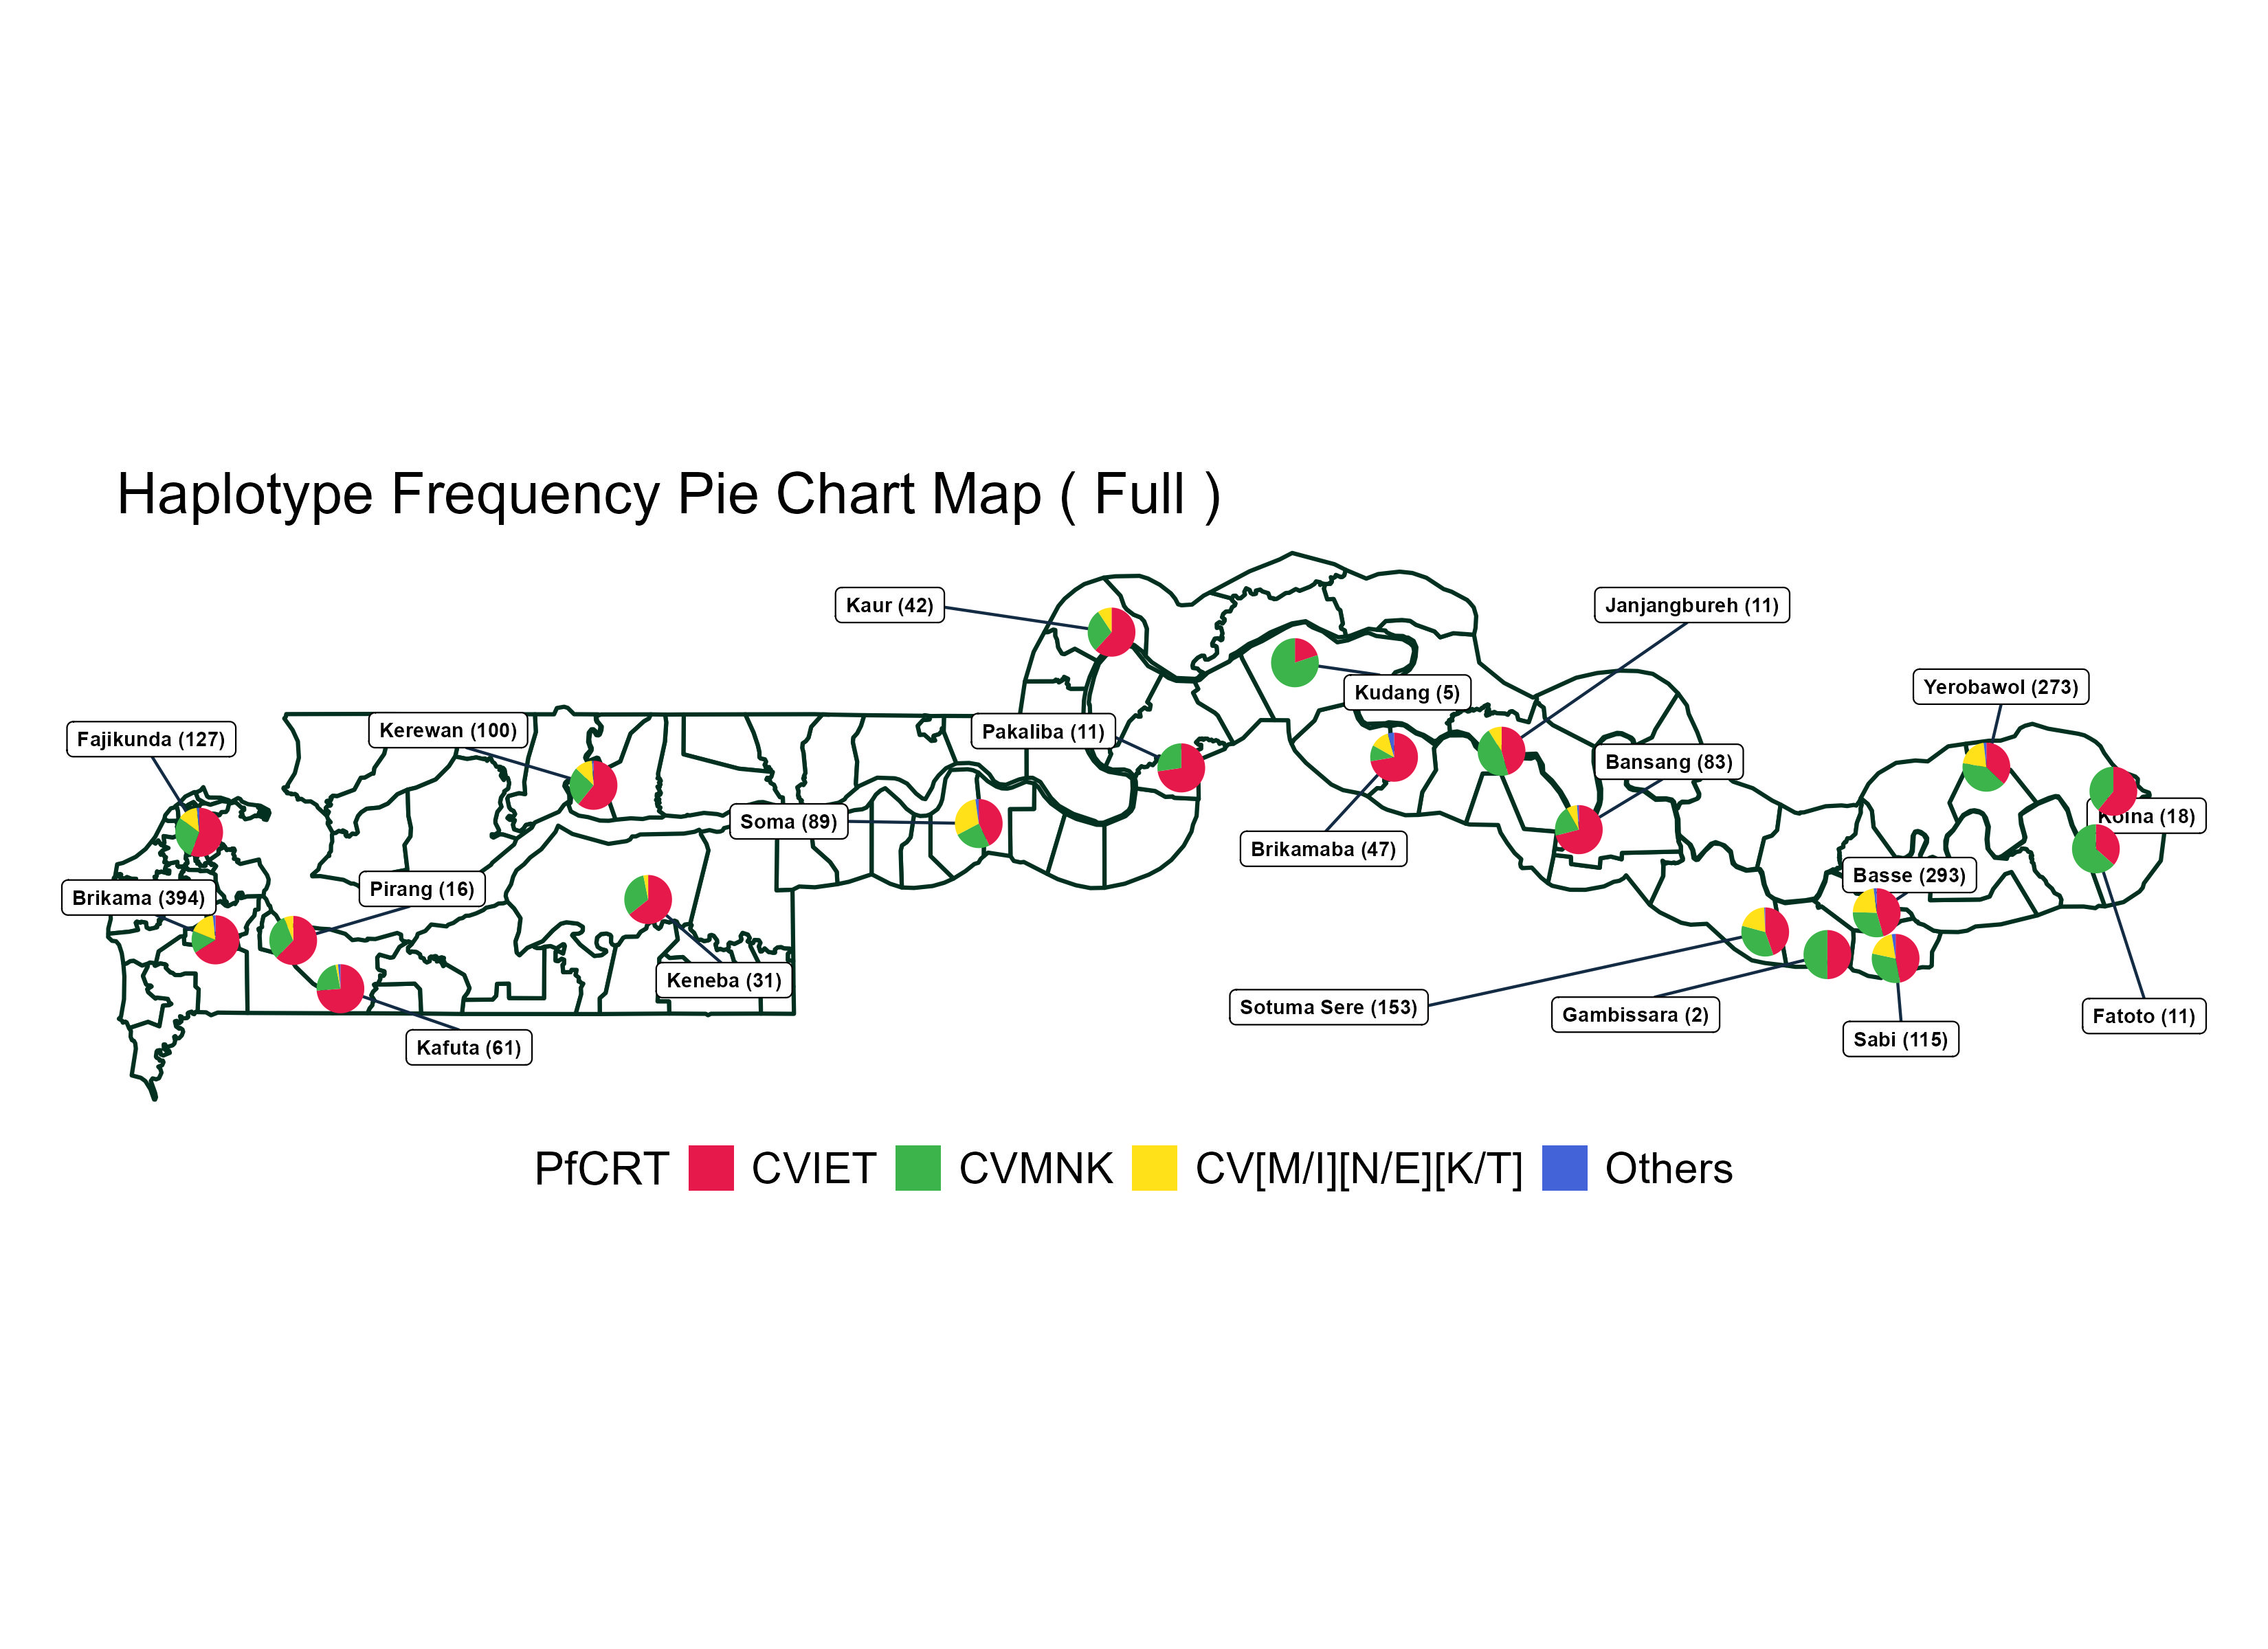 Haplotype Frequency Pie Chart Map ( Full )
Kaur (42)
Janjangbureh (11)
Yerobawol (273)
Kudang (5)
Fajikunda (127)
Kerewan (100)
Pakaliba (11)
Bansang (83)
Koina (18)
Soma (89)
Brikamaba (47)
Basse (293)
Pirang (16)
Brikama (394)
Keneba (31)
Sotuma Sere (153)
Gambissara (2)
Fatoto (11)
Sabi (115)
Kafuta (61)
PfCRT CVIET CVMNK CV[M/I][N/E][K/T] Others